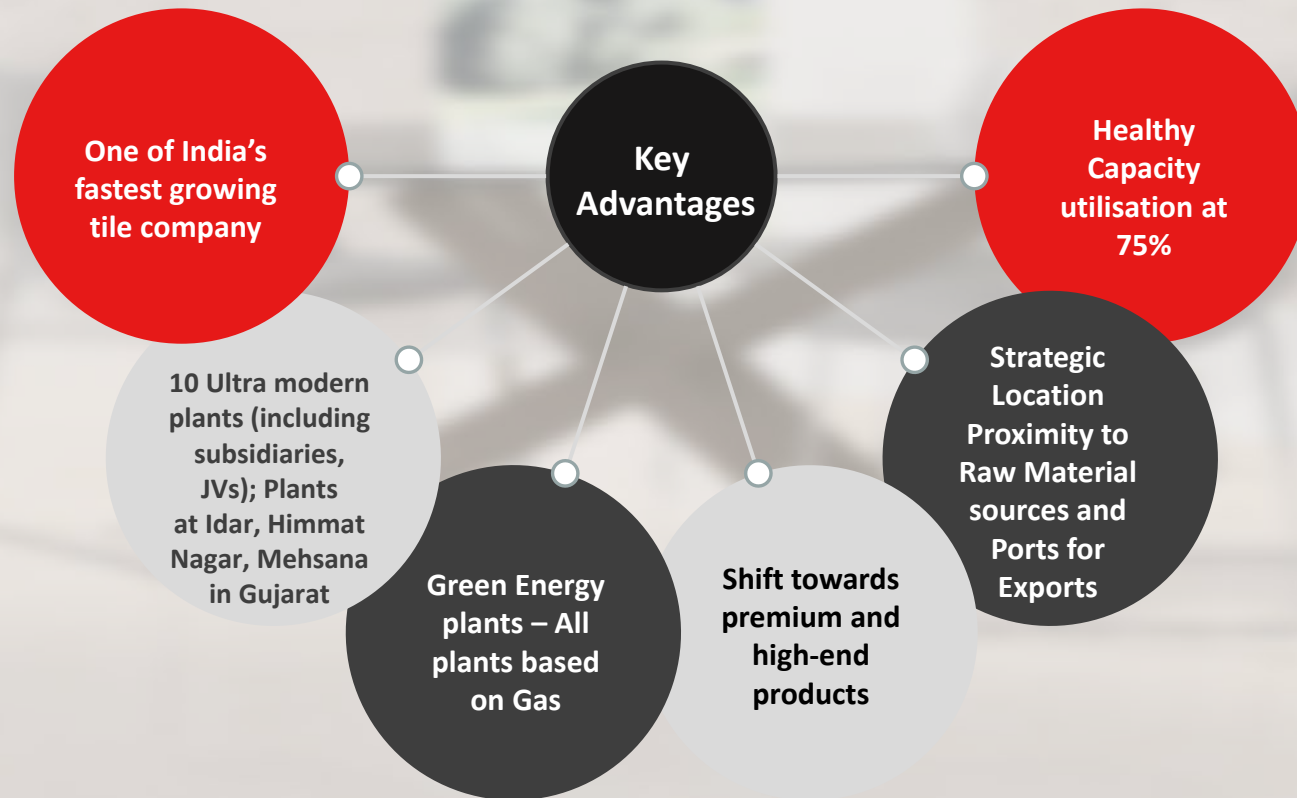 Key
Advantages
One of India’s
fastest growing
tile company
10 Ultra modern
plants (including
subsidiaries,
JVs); Plants
at Idar, Himmat
Nagar, Mehsana
in Gujarat
Green Energy
plants – All
plants based
on Gas
Shift towards
premium and
high-end
products
Strategic
Location
Proximity to
Raw Material
sources and
Ports for
Exports
Healthy
Capacity
utilisation at
75%